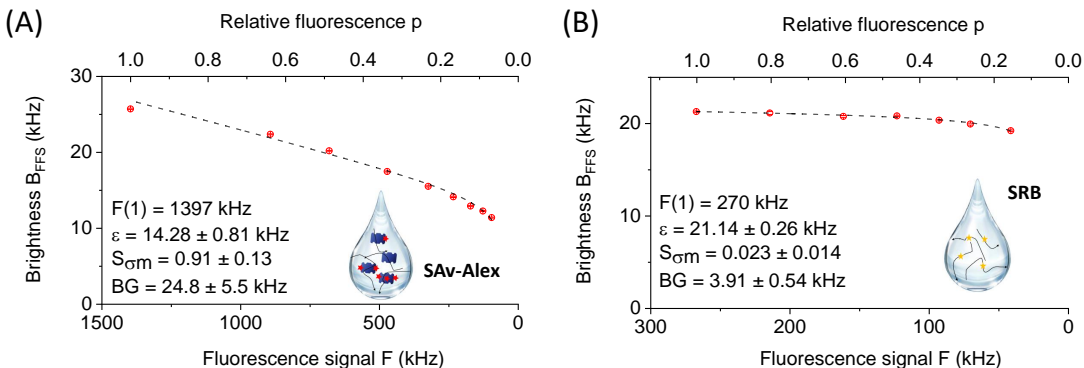 (A)
Relative fluorescence p
1.0 0.8 0.6 0.4 0.2 0.0
30
20
10
0
Brightness B_FFS (kHz)
F(1) = 1397 kHz
ε = 14.28 ± 0.81 kHz
S_σm = 0.91 ± 0.13
BG = 24.8 ± 5.5 kHz
SAv-Alex
1500 1000 500 0
Fluorescence signal F (kHz)
(B)
Relative fluorescence p
1.0 0.8 0.6 0.4 0.2 0.0
20
10
0
Brightness B_FFS (kHz)
SRB
F(1) = 270 kHz
ε = 21.14 ± 0.26 kHz
S_σm = 0.023 ± 0.014
BG = 3.91 ± 0.54 kHz
300 200 100 0
Fluorescence signal F (kHz)